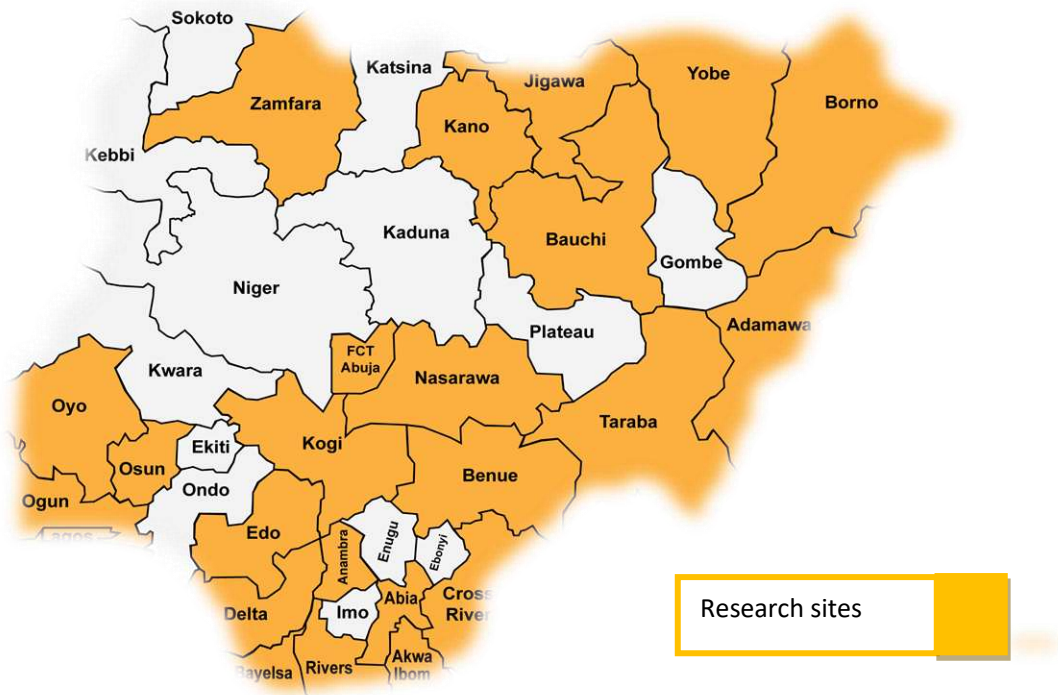 Sokoto
Katsina
Jigawa
Yobe
Zamfara
Borno
Kano
Kebbi
Kaduna
Bauchi
Gombe
Niger
Adamawa
Plateau
FCT
Abuja
Kwara
Nasarawa
Oyo
Taraba
Kogi
Ekiti
Osun
Benue
Ondo
Ogun
Edo
Lagos
Enugu
Ebonyi
Anambra
Abia
Cross
River
Delta
Imo
Akwa
Ibom
Bayelsa
Rivers
Research sites